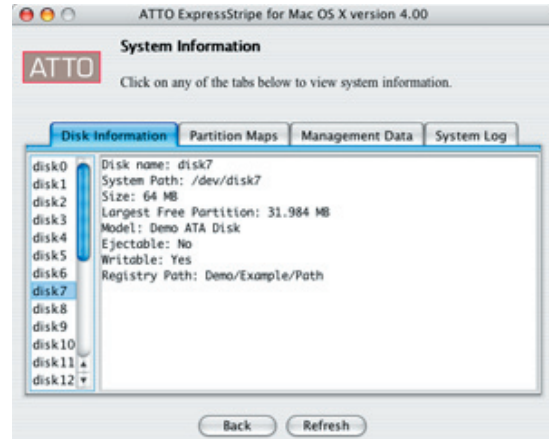 ATTO ExpressStripe for Mac OS X version 4.00
ATTO
System Information
Click on any of the tabs below to view system information.
Disk Information Partition Maps Management Data System Log
disk0
disk1
disk2
disk3
disk4
disk5
disk6
disk7
disk8
disk9
disk10
disk11
disk12
Disk name: disk7
System Path: /dev/disk7
Size: 64 MB
Largest Free Partition: 31.984 MB
Model: Demo ATA Disk
Ejectable: No
Writable: Yes
Registry Path: Demo/Example/Path
Back Refresh